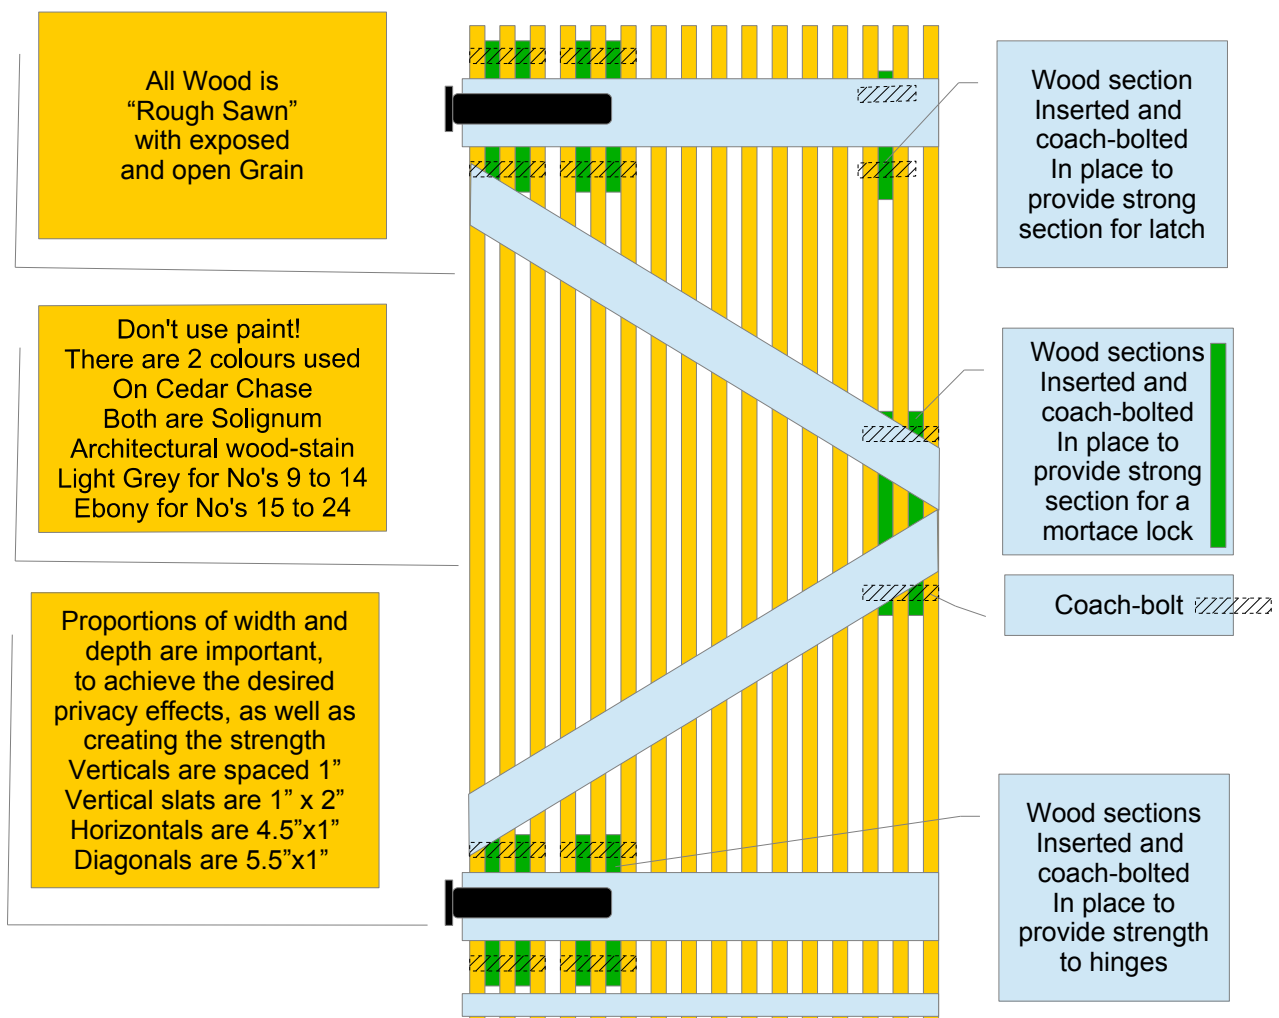 All Wood is
“Rough Sawn”
with exposed
and open Grain
Don't use paint!
There are 2 colours used
On Cedar Chase
Both are Solignum
Architectural wood-stain
Light Grey for No's 9 to 14
Ebony for No's 15 to 24
Proportions of width and
depth are important,
to achieve the desired
privacy effects, as well as
creating the strength
Verticals are spaced 1”
Vertical slats are 1” x 2”
Horizontals are 4.5”x1”
Diagonals are 5.5”x1”
Wood section
Inserted and
coach-bolted
In place to
provide strong
section for latch
Wood sections
Inserted and
coach-bolted
In place to
provide strong
section for a
mortace lock
Coach-bolt
Wood sections
Inserted and
coach-bolted
In place to
provide strength
to hinges